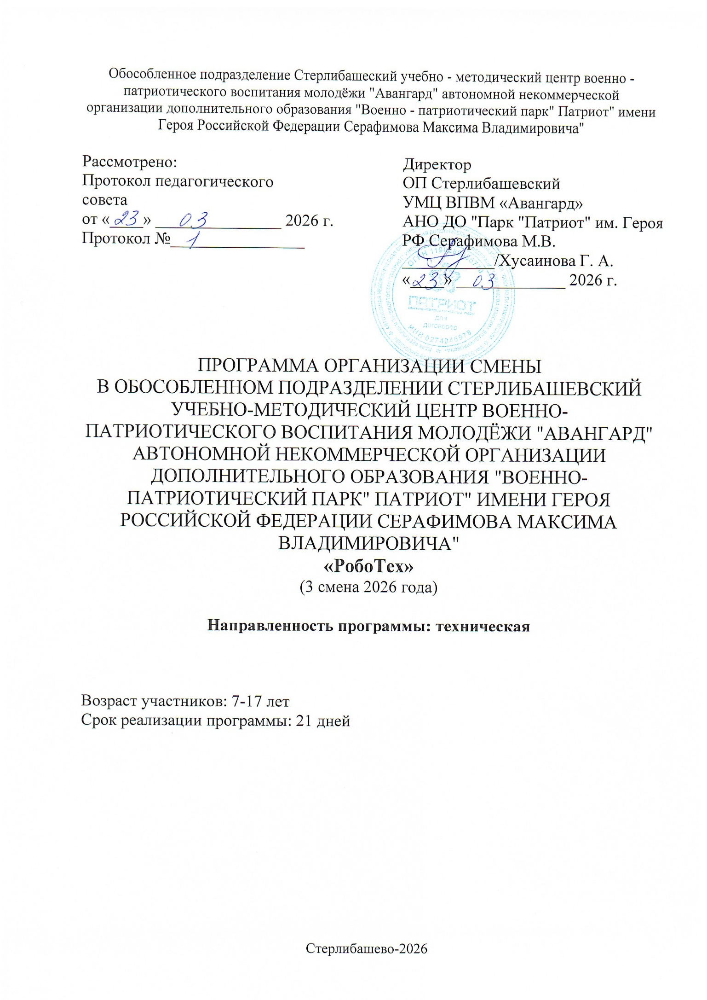 Обособленное подразделение Стерлибашеский учебно - методический центр военно -
патриотического воспитания молодёжи "Авангард" автономной некоммерческой
организации дополнительного образования "Военно - патриотический парк" Патриот" имени
Героя Российской Федерации Серафимова Максима Владимировича"
Рассмотрено:
Протокол педагогического
совета
от «23» 03 2026 г.
Протокол № 1
Директор
ОП Стерлибашевский
УМЦ ВПВМ «Авангард»
АНО ДО "Парк "Патриот" им. Героя
РФ Серафимова М.В.
/Хусаинова Г. А.
«23» 03 2026 г.
ПАТРИОТ
военно-патриотический парк
для
договоров
ПРОГРАММА ОРГАНИЗАЦИИ СМЕНЫ
В ОБОСОБЛЕННОМ ПОДРАЗДЕЛЕНИИ СТЕРЛИБАШЕВСКИЙ
УЧЕБНО-МЕТОДИЧЕСКИЙ ЦЕНТР ВОЕННО-
ПАТРИОТИЧЕСКОГО ВОСПИТАНИЯ МОЛОДЁЖИ "АВАНГАРД"
АВТОНОМНОЙ НЕКОММЕРЧЕСКОЙ ОРГАНИЗАЦИИ
ДОПОЛНИТЕЛЬНОГО ОБРАЗОВАНИЯ "ВОЕННО-
ПАТРИОТИЧЕСКИЙ ПАРК" ПАТРИОТ" ИМЕНИ ГЕРОЯ
РОССИЙСКОЙ ФЕДЕРАЦИИ СЕРАФИМОВА МАКСИМА
ВЛАДИМИРОВИЧА"
«РобоТех»
(3 смена 2026 года)
Направленность программы: техническая
Возраст участников: 7-17 лет
Срок реализации программы: 21 дней
Стерлибашево-2026